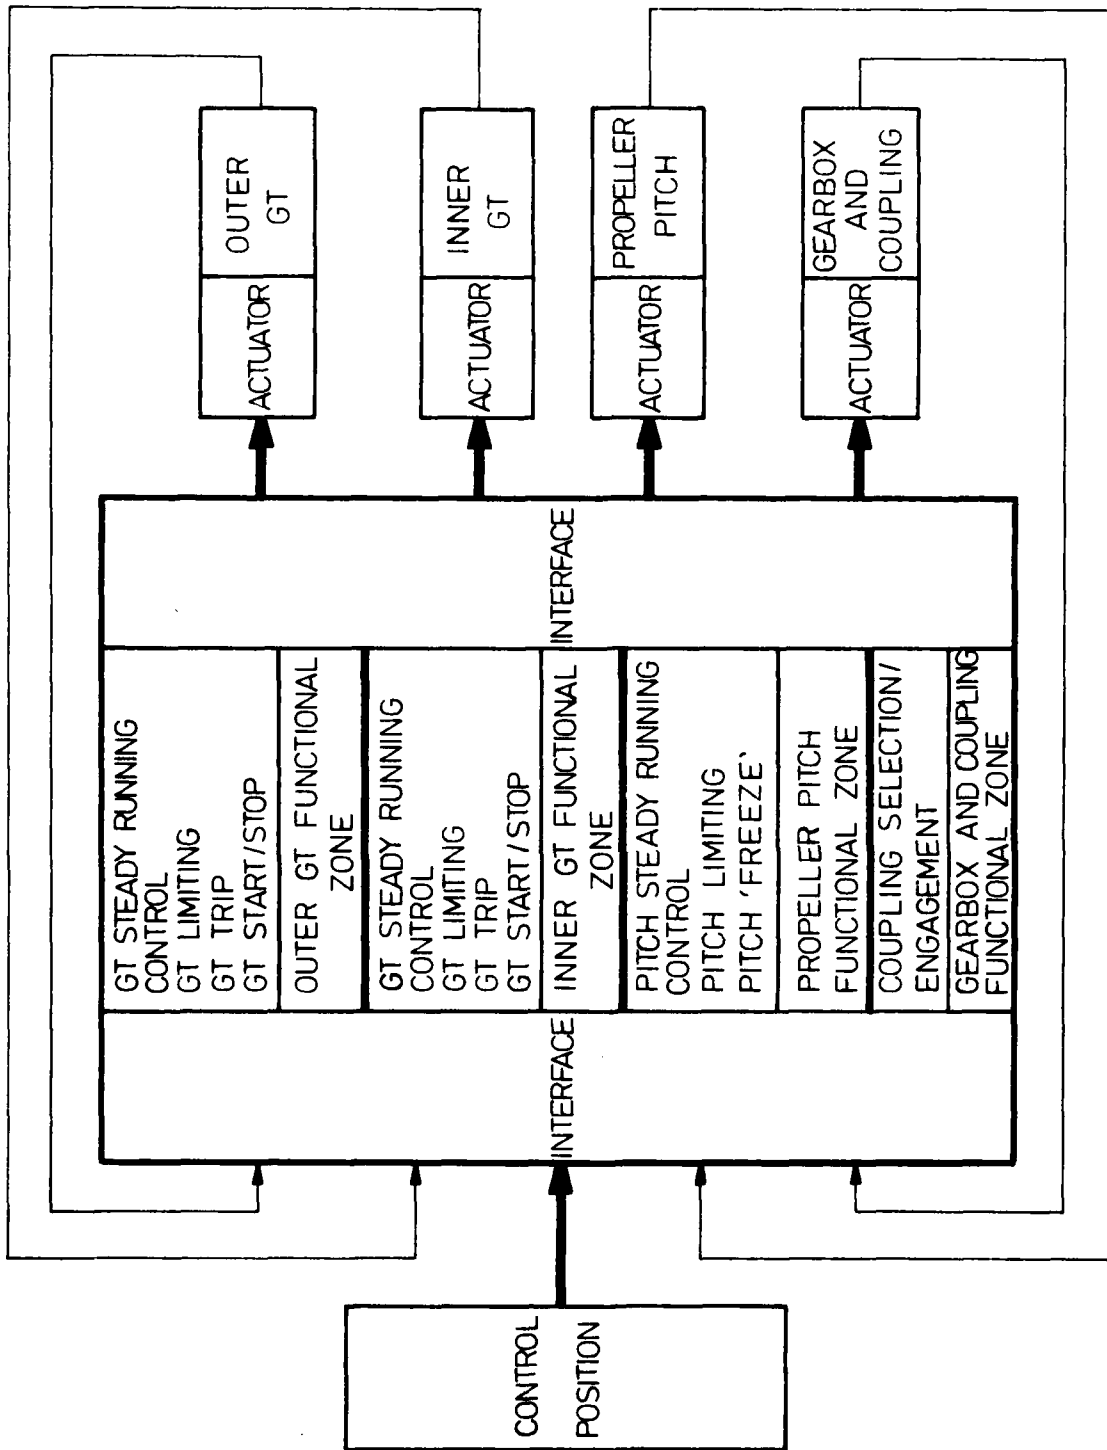 CONTROL
POSITION
INTERFACE
GT STEADY RUNNING
CONTROL
GT LIMITING
GT TRIP
GT START/STOP
OUTER GT FUNCTIONAL
ZONE
GT STEADY RUNNING
CONTROL
GT LIMITING
GT TRIP
GT START/STOP
INNER GT FUNCTIONAL
ZONE
PITCH STEADY RUNNING
CONTROL
PITCH LIMITING
PITCH 'FREEZE'
PROPELLER PITCH
FUNCTIONAL ZONE
COUPLING SELECTION/
ENGAGEMENT
GEARBOX AND COUPLING
FUNCTIONAL ZONE
INTERFACE
ACTUATOR
OUTER
GT
ACTUATOR
INNER
GT
ACTUATOR
PROPELLER
PITCH
ACTUATOR
GEARBOX
AND
COUPLING